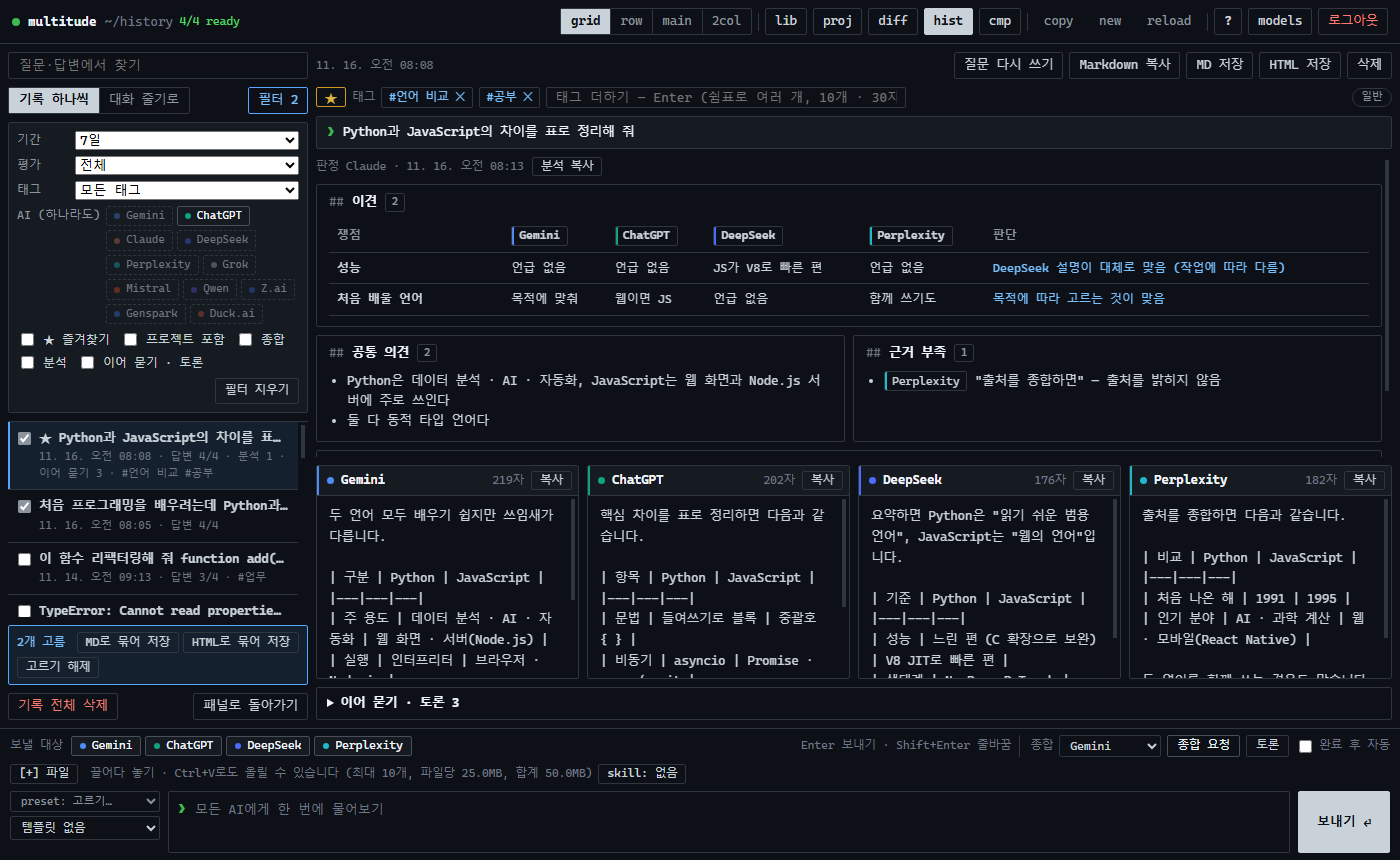 multitude ~/history 4/4 ready
grid row main 2col lib proj diff hist cmp copy new reload ? models 로그아웃
질문·답변에서 찾기
11. 16. 오전 08:08
질문 다시 쓰기 Markdown 복사 MD 저장 HTML 저장 삭제
기록 하나씩 대화 줄기로 필터 2
★ 태그 #언어 비교 ✕ #공부 ✕ 태그 더하기 — Enter (쉼표로 여러 개, 10개 · 30자
일반
기간 7일
평가 전체
태그 모든 태그
AI (하나라도) Gemini ChatGPT
Claude DeepSeek
Perplexity Grok
Mistral Qwen Z.ai
Genspark Duck.ai
★ 즐겨찾기 프로젝트 포함 종합
분석 이어 묻기 · 토론
필터 지우기
★ Python과 JavaScript의 차이를 표…
11. 16. 오전 08:08 · 답변 4/4 · 분석 1 ·
이어 묻기 3 · #언어 비교 #공부
처음 프로그래밍을 배우려는데 Python과…
11. 16. 오전 08:05 · 답변 4/4
이 함수 리팩터링해 줘 function add(…
11. 14. 오전 09:13 · 답변 3/4 · #업무
TypeError: Cannot read propertie…
2개 고름 MD로 묶어 저장 HTML로 묶어 저장
고르기 해제
기록 전체 삭제 패널로 돌아가기
❯ Python과 JavaScript의 차이를 표로 정리해 줘
판정 Claude · 11. 16. 오전 08:13 분석 복사
## 이견 2
쟁점 Gemini ChatGPT DeepSeek Perplexity 판단
성능 언급 없음 언급 없음 JS가 V8로 빠른 편 언급 없음 DeepSeek 설명이 대체로 맞음 (작업에 따라 다름)
처음 배울 언어 목적에 맞춰 웹이면 JS 언급 없음 함께 쓰기도 목적에 따라 고르는 것이 맞음
## 공통 의견 2
• Python은 데이터 분석 · AI · 자동화, JavaScript는 웹 화면과 Node.js 서
버에 주로 쓰인다
• 둘 다 동적 타입 언어다
## 근거 부족 1
• Perplexity "출처를 종합하면" — 출처를 밝히지 않음
Gemini 219자 복사
두 언어 모두 배우기 쉽지만 쓰임새가
다릅니다.
| 구분 | Python | JavaScript |
|---|---|---|
| 주 용도 | 데이터 분석 · AI · 자
동화 | 웹 화면 · 서버(Node.js) |
| 실행 | 인터프리터 | 브라우저 ·
ChatGPT 202자 복사
핵심 차이를 표로 정리하면 다음과 같
습니다.
| 항목 | Python | JavaScript |
|---|---|---|
| 문법 | 들여쓰기로 블록 | 중괄호
{ } |
| 비동기 | asyncio | Promise ·
DeepSeek 176자 복사
요약하면 Python은 "읽기 쉬운 범용
언어", JavaScript는 "웹의 언어"입
니다.
| 기준 | Python | JavaScript |
|---|---|---|
| 성능 | 느린 편 (C 확장으로 보완)
| V8 JIT로 빠른 편 |
Perplexity 182자 복사
출처를 종합하면 다음과 같습니다.
| 비교 | Python | JavaScript |
|---|---|---|
| 처음 나온 해 | 1991 | 1995 |
| 인기 분야 | AI · 과학 계산 | 웹
· 모바일(React Native) |
▶ 이어 묻기 · 토론 3
보낼 대상 Gemini ChatGPT DeepSeek Perplexity
Enter 보내기 · Shift+Enter 줄바꿈 종합 Gemini 종합 요청 토론 완료 후 자동
[+] 파일 끌어다 놓기 · Ctrl+V로도 올릴 수 있습니다 (최대 10개, 파일당 25.0MB, 합계 50.0MB) skill: 없음
preset: 고르기…
템플릿 없음
❯ 모든 AI에게 한 번에 물어보기
보내기 ⏎